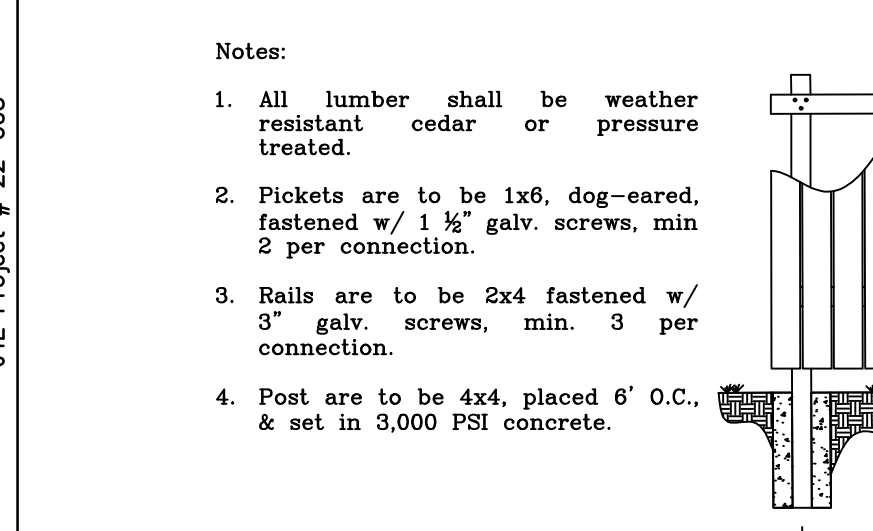 Notes:
1. All lumber shall be weather
resistant cedar or pressure
treated.
2. Pickets are to be 1x6, dog-eared,
fastened w/ 1 ½" galv. screws, min
2 per connection.
3. Rails are to be 2x4 fastened w/
3" galv. screws, min. 3 per
connection.
4. Post are to be 4x4, placed 6' O.C.,
& set in 3,000 PSI concrete.
Project # 22